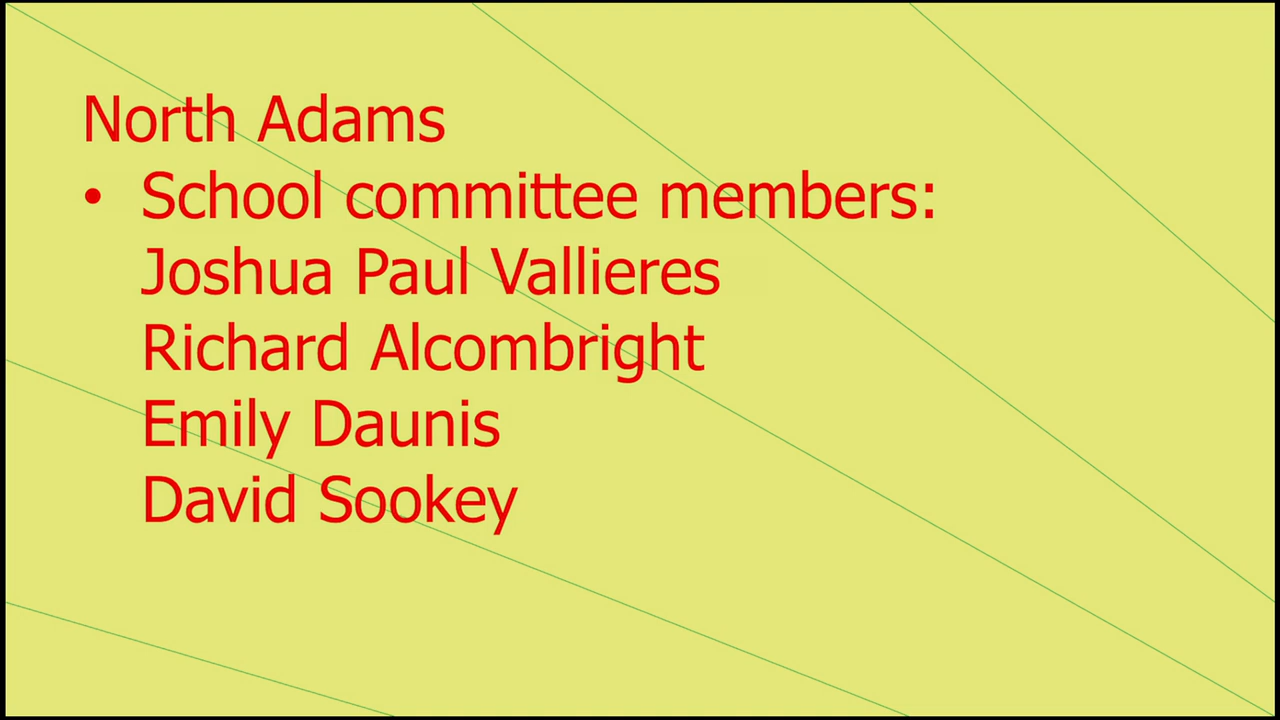 North Adams
• School committee members:
Joshua Paul Vallieres
Richard Alcombright
Emily Daunis
David Sookey